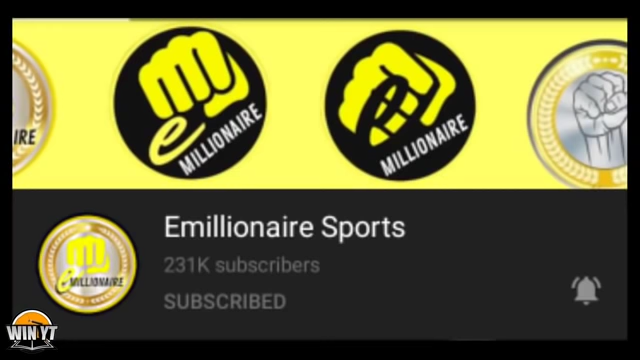 IRE
e
MILLIONAIRE
e
MILLIONAIRE
Emillionaire Sports
231K subscribers
SUBSCRIBED
e MILLIONAIRE
WIN YT